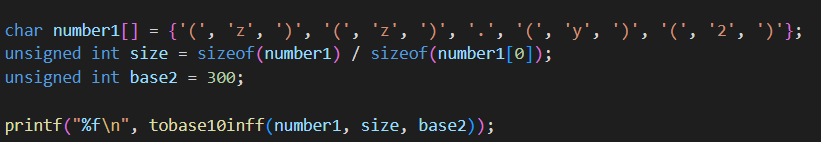 char number1[] = {'(', 'z', ')', '(', 'z', ')', '.', '(', 'y', ')', '(', '2', ')'};
unsigned int size = sizeof(number1) / sizeof(number1[0]);
unsigned int base2 = 300;
printf("%f\n", tobase10inff(number1, size, base2));